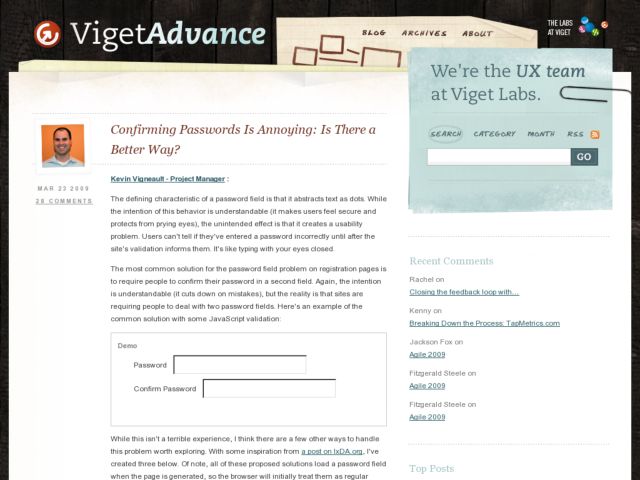 VigetAdvance
BLOG ARCHIVES ABOUT
THE LABS
AT VIGET
We're the UX team
at Viget Labs.
SEARCH CATEGORY MONTH RSS
GO
Confirming Passwords Is Annoying: Is There a
Better Way?
MAR 23 2009
28 COMMENTS
Kevin Vigneault - Project Manager :
The defining characteristic of a password field is that it abstracts text as dots. While
the intention of this behavior is understandable (it makes users feel secure and
protects from prying eyes), the unintended effect is that it creates a usability
problem. Users can't tell if they've entered a password incorrectly until after the
site's validation informs them. It's like typing with your eyes closed.
The most common solution for the password field problem on registration pages is
to require people to confirm their password in a second field. Again, the intention
is understandable (it cuts down on mistakes), but the reality is that sites are
requiring people to deal with two password fields. Here's an example of the
common solution with some JavaScript validation:
Demo
Password
Confirm Password
While this isn't a terrible experience, I think there are a few other ways to handle
this problem worth exploring. With some inspiration from a post on IxDA.org, I've
created three below. Of note, all of these proposed solutions load a password field
when the page is generated, so the browser will initially treat them as regular
Recent Comments
Rachel on
Closing the feedback loop with...
Kenny on
Breaking Down the Process: TapMetrics.com
Jackson Fox on
Agile 2009
Fitzgerald Steele on
Agile 2009
Fitzgerald Steele on
Agile 2009
Top Posts